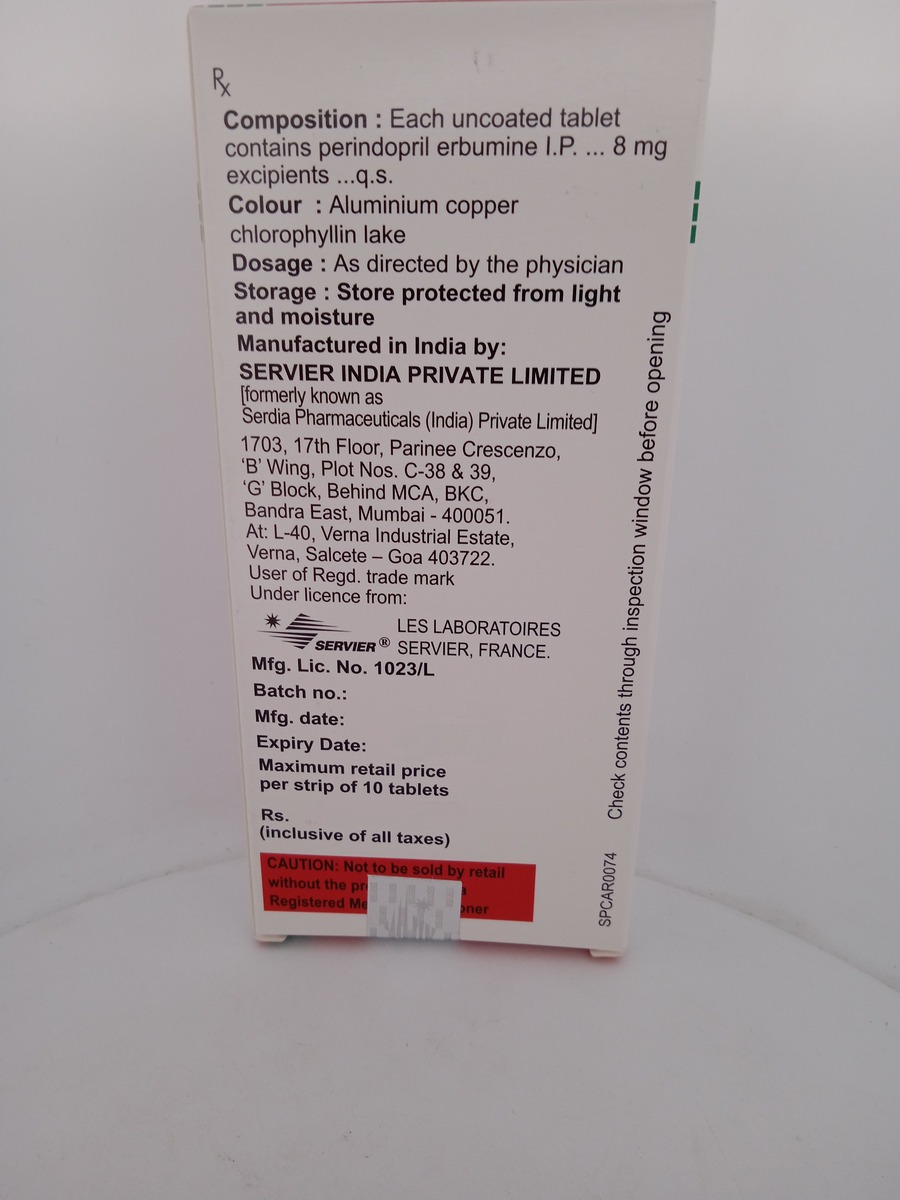 Rx
Composition : Each uncoated tablet
contains perindopril erbumine I.P. ... 8 mg
excipients ...q.s.
Colour : Aluminium copper
chlorophyllin lake
Dosage : As directed by the physician
Storage : Store protected from light
and moisture
Manufactured in India by:
SERVIER INDIA PRIVATE LIMITED
[formerly known as
Serdia Pharmaceuticals (India) Private Limited]
1703, 17th Floor, Parinee Crescenzo,
‘B’ Wing, Plot Nos. C-38 & 39,
‘G’ Block, Behind MCA, BKC,
Bandra East, Mumbai - 400051.
At: L-40, Verna Industrial Estate,
Verna, Salcete – Goa 403722.
User of Regd. trade mark
Under licence from:
SERVIER ® LES LABORATOIRES
SERVIER, FRANCE.
Mfg. Lic. No. 1023/L
Batch no.:
Mfg. date:
Expiry Date:
Maximum retail price
per strip of 10 tablets
Rs.
(inclusive of all taxes)
CAUTION: Not to be sold by retail
without the
Registered
Check contents through inspection window before opening
SPCAR0074